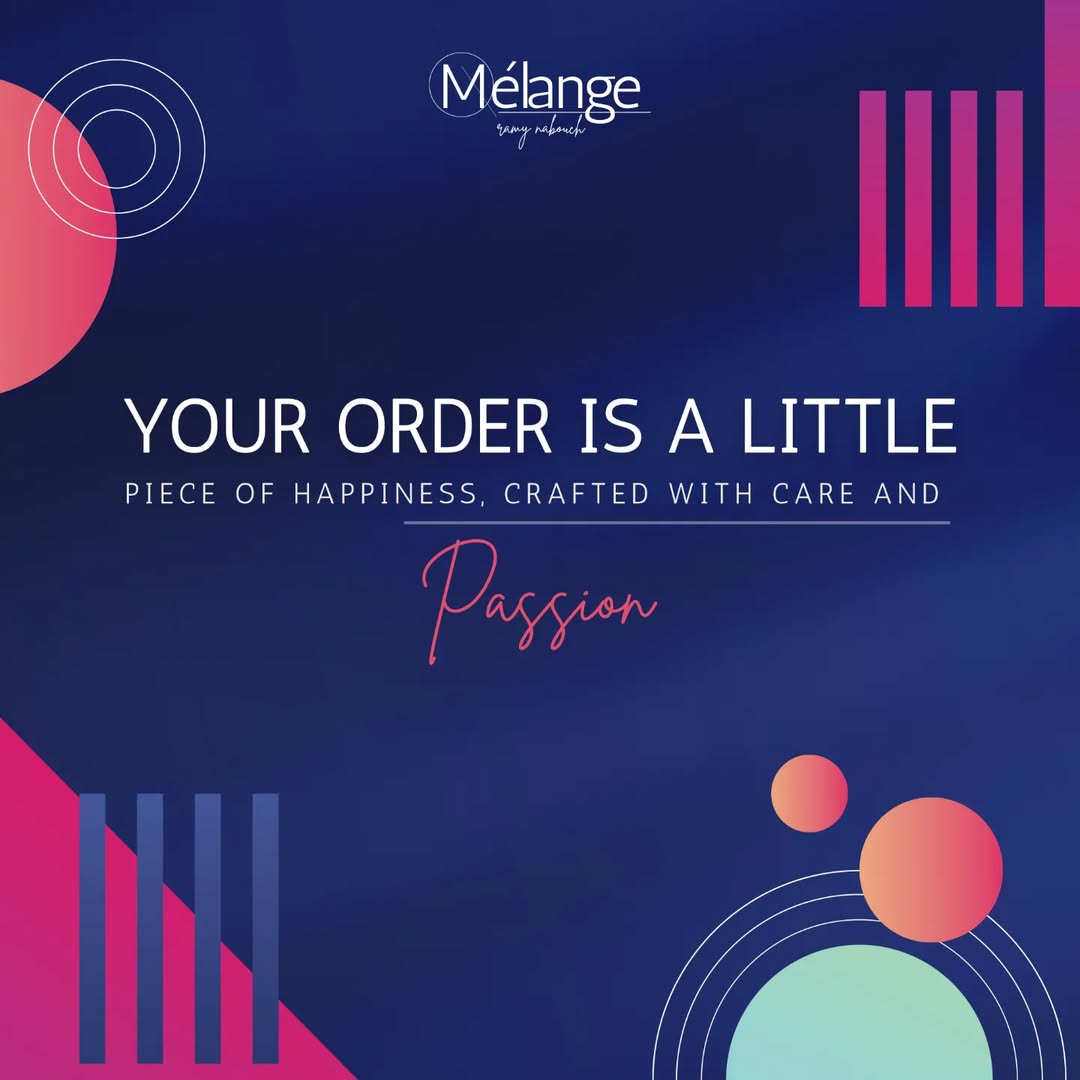 Mélange
ramy nabouch
YOUR ORDER IS A LITTLE
PIECE OF HAPPINESS, CRAFTED WITH CARE AND
Passion